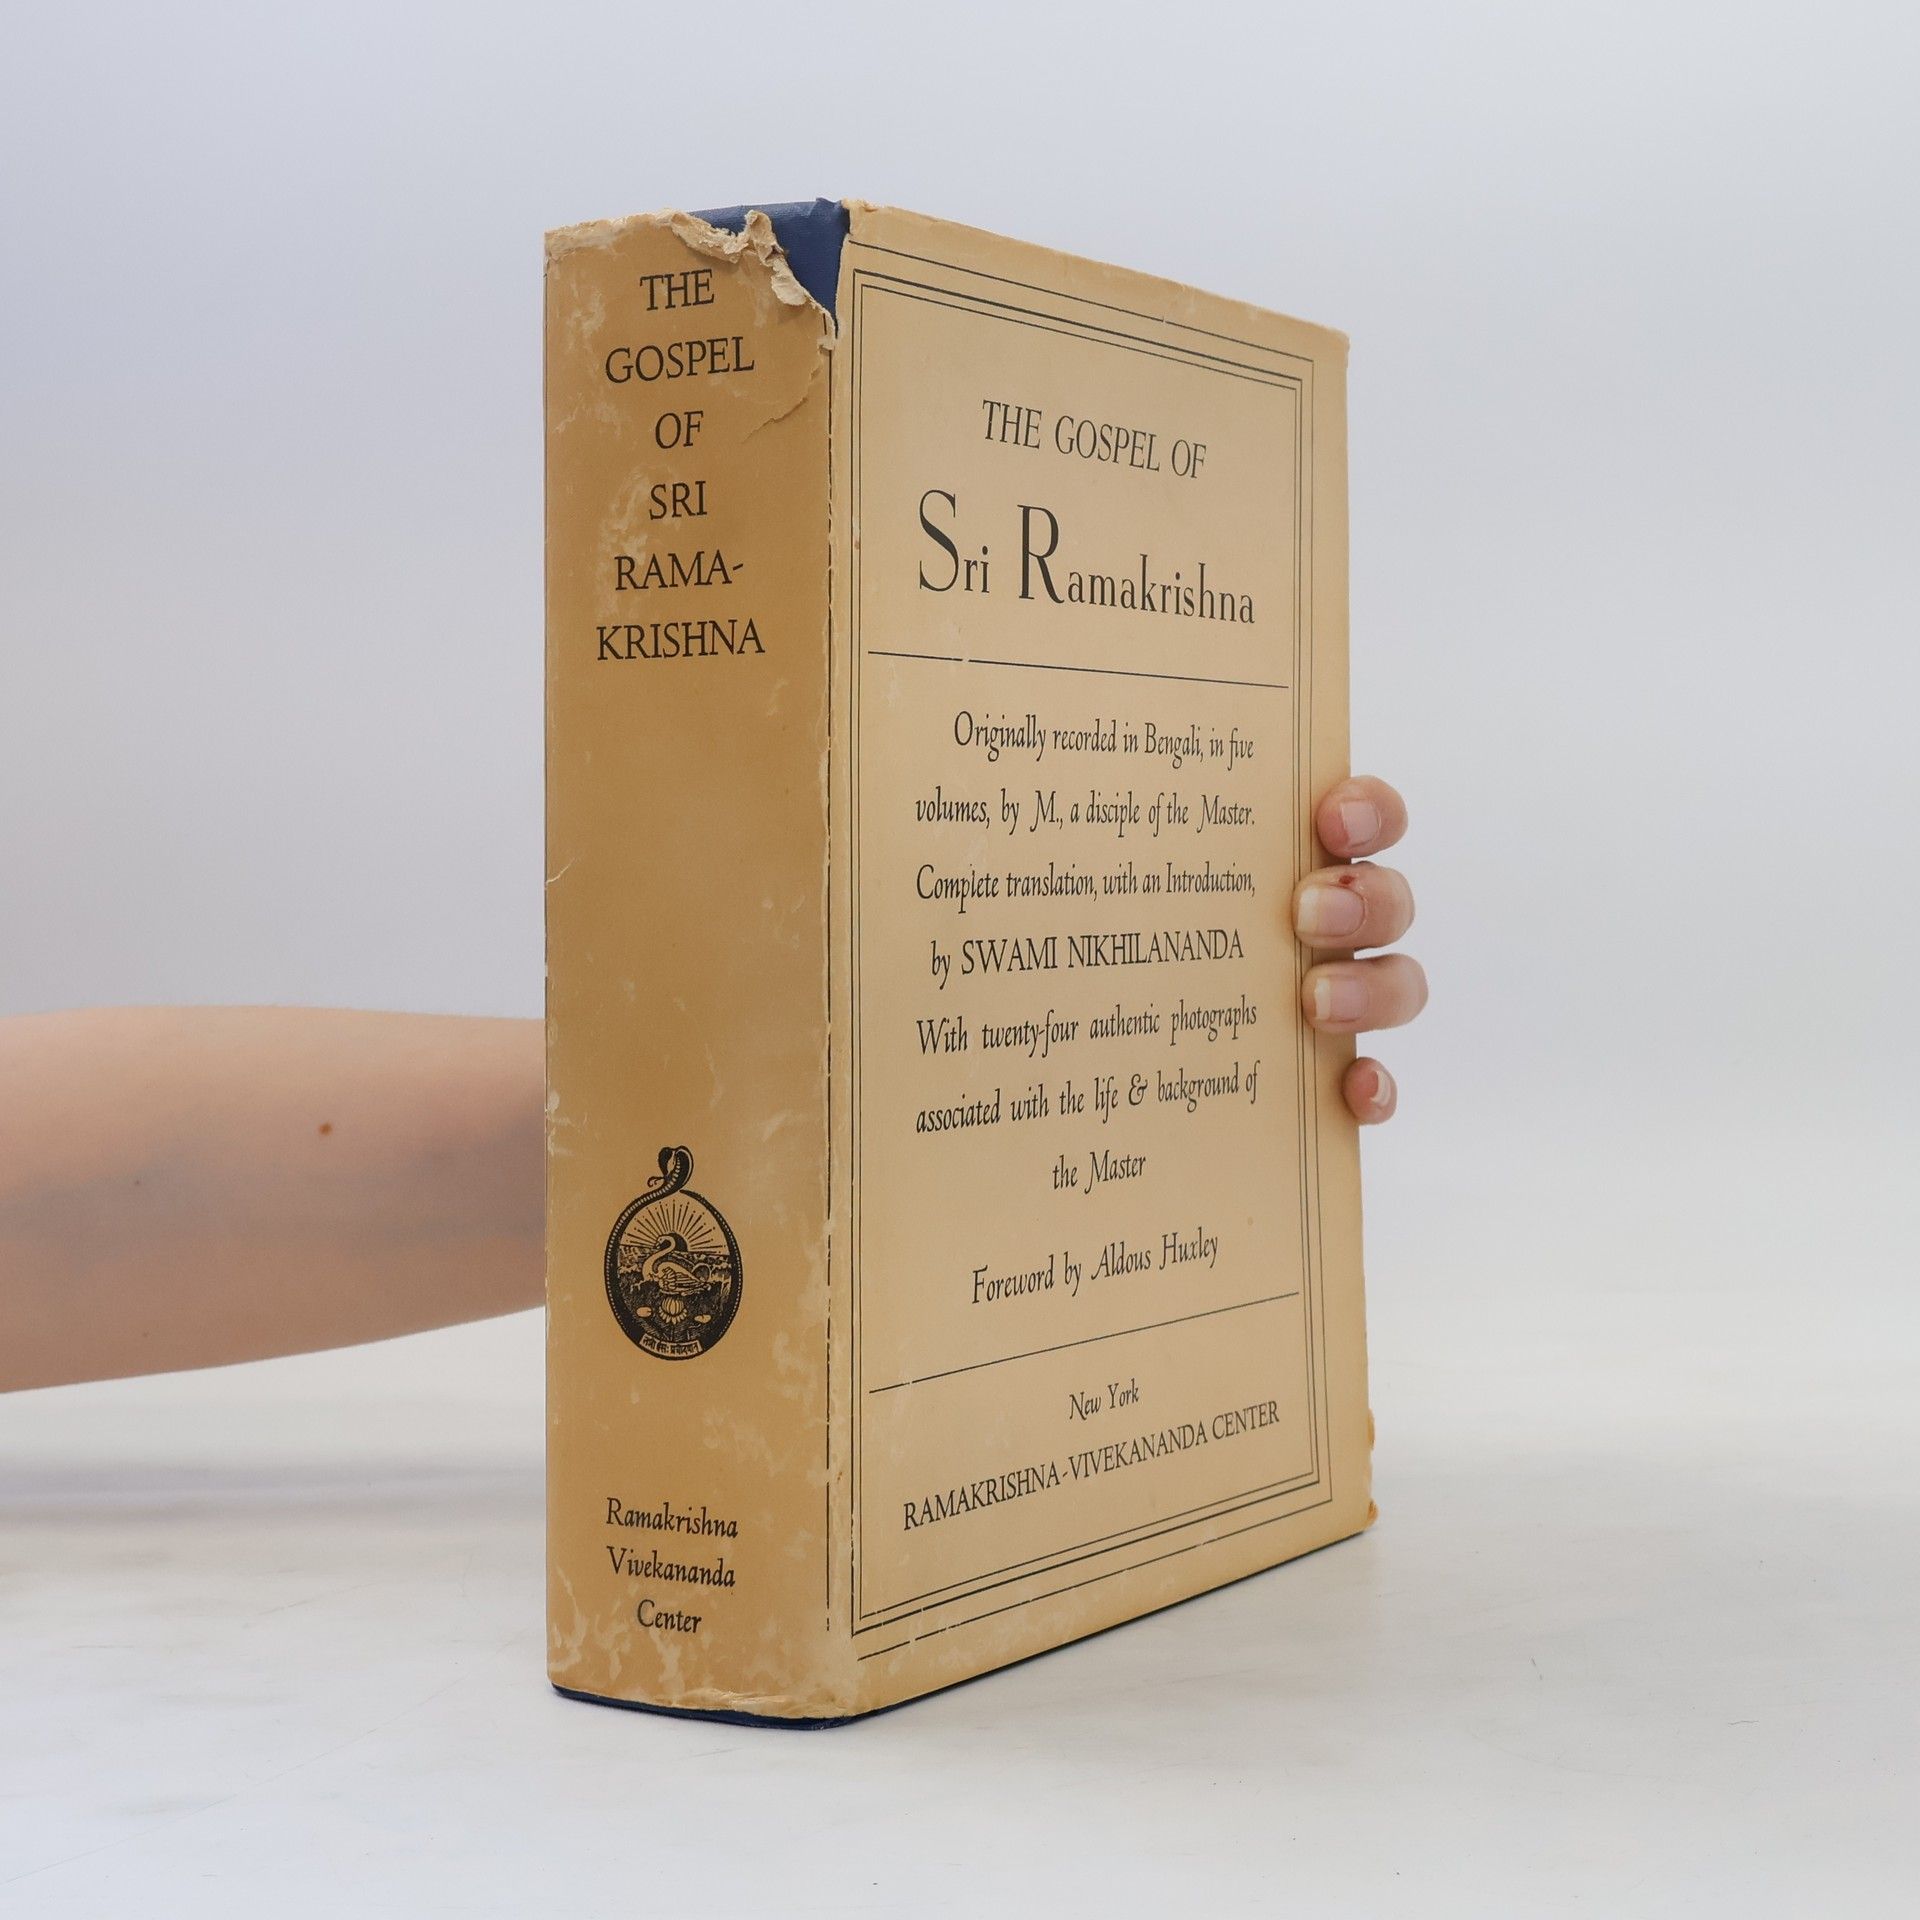 THE
GOSPEL
OF
SRI
RAMA-
KRISHNA
Ramakrishna
Vivekananda
Center
THE GOSPEL OF
Sri Ramakrishna
Originally recorded in Bengali, in five
volumes, by M., a disciple of the Master.
Complete translation, with an Introduction,
by SWAMI NIKHILANANDA
With twenty-four authentic photographs
associated with the life & background of
the Master
Foreword by Aldous Huxley
New York
RAMAKRISHNA-VIVEKANANDA CENTER